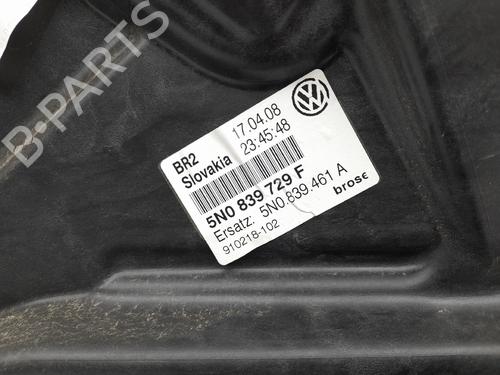 B-PARTS
BR2 17.04.08
Slovakia 23:45:48
5N0 839 729 F
Ersatz: 5N0.839.461 A
910218-102 brose